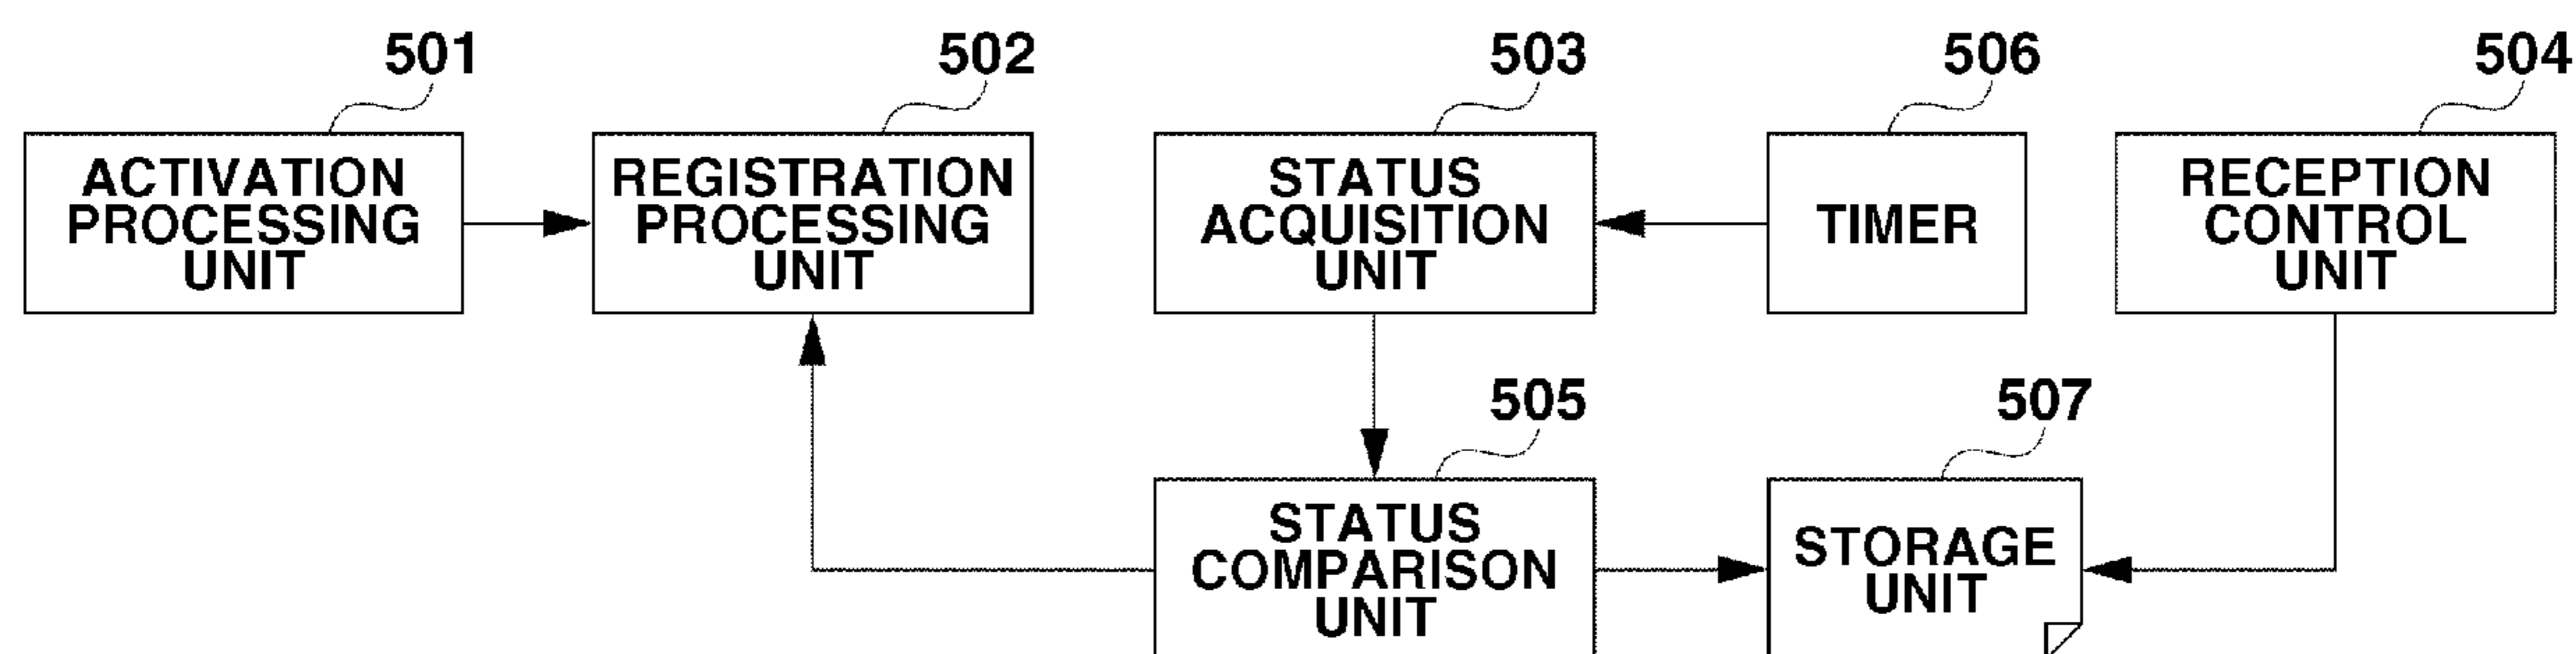 501
502
503
506
504
ACTIVATION
PROCESSING
UNIT
REGISTRATION
PROCESSING
UNIT
STATUS
ACQUISITION
UNIT
TIMER
RECEPTION
CONTROL
UNIT
505
507
STATUS
COMPARISON
UNIT
STORAGE
UNIT